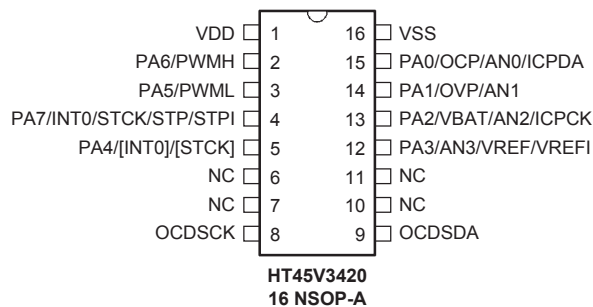 VDD 1 16 VSS
PA6/PWMH 2 15 PA0/OCP/AN0/ICPDA
PA5/PWML 3 14 PA1/OVP/AN1
PA7/INT0/STCK/STP/STPI 4 13 PA2/VBAT/AN2/ICPCK
PA4/[INT0]/[STCK] 5 12 PA3/AN3/VREF/VREFI
NC 6 11 NC
NC 7 10 NC
OCDSCK 8 9 OCDSDA
HT45V3420
16 NSOP-A